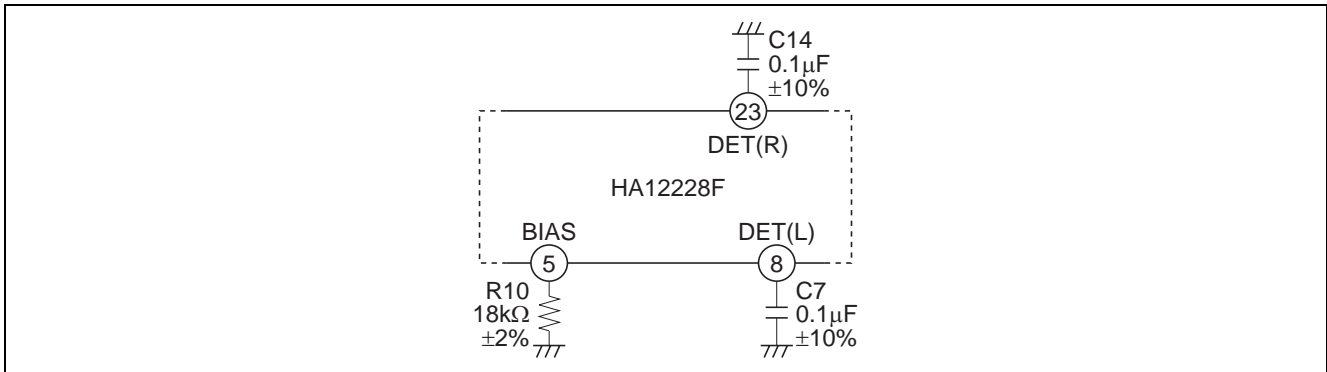 C14
0.1μF
±10%
23
DET(R)
HA12228F
BIAS
DET(L)
5
8
R10
18kΩ
±2%
C7
0.1μF
±10%